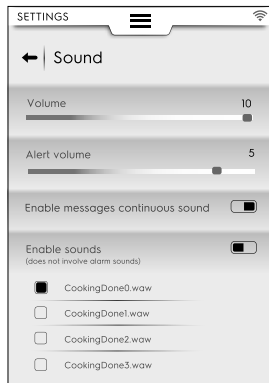 SETTINGS
Sound
Volume 10
Alert volume 5
Enable messages continuous sound
Enable sounds
(does not involve alarm sounds)
CookingDone0.waw
CookingDone1.waw
CookingDone2.waw
CookingDone3.waw